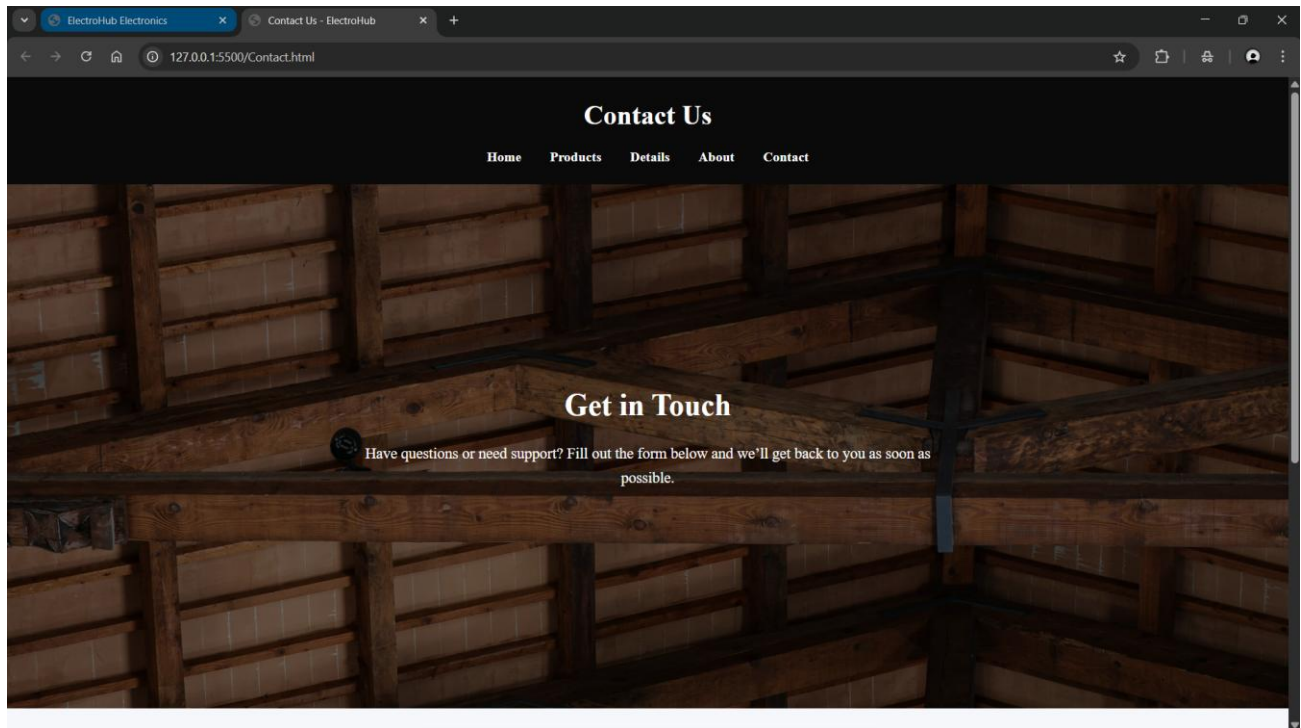 ElectroHub Electronics
Contact Us - ElectroHub
127.0.0.1:5500/Contact.html
Contact Us
Home Products Details About Contact
Get in Touch
Have questions or need support? Fill out the form below and we’ll get back to you as soon as
possible.